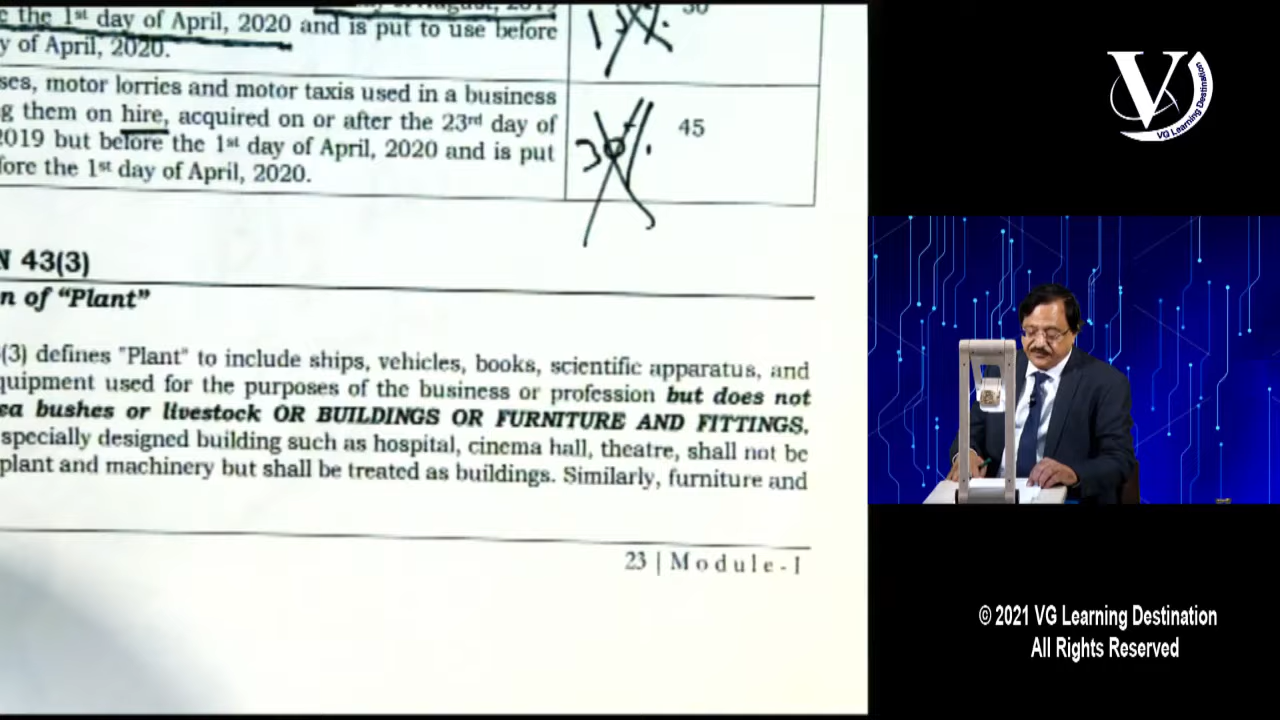 e the 1st day of April, 2020 and is put to use before
y of April, 2020.
30
15%.
ses, motor lorries and motor taxis used in a business
g them on hire, acquired on or after the 23rd day of
2019 but before the 1st day of April, 2020 and is put
fore the 1st day of April, 2020.
30%.
45
N 43(3)
n of "Plant"
(3) defines "Plant" to include ships, vehicles, books, scientific apparatus, and
quipment used for the purposes of the business or profession but does not
ea bushes or livestock OR BUILDINGS OR FURNITURE AND FITTINGS.
specially designed building such as hospital, cinema hall, theatre, shall not be
plant and machinery but shall be treated as buildings. Similarly, furniture and
23 | Module - I
V
VG Learning Destination
© 2021 VG Learning Destination
All Rights Reserved